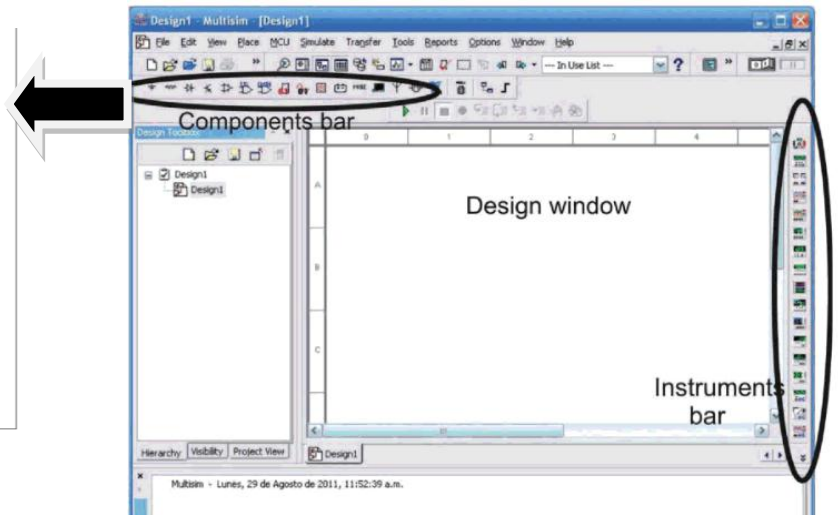 Design1 - Multisim - [Design1]
File Edit View Place MCU Simulate Transfer Tools Reports Options Window Help
--- In Use List ---
Components bar
Design Toolbox
0 1 2 3 4
Design1
Design1
A
Design window
B
C
Instruments
bar
Hierarchy Visibility Project View Design1
Multisim - Lunes, 29 de Agosto de 2011, 11:52:39 a.m.